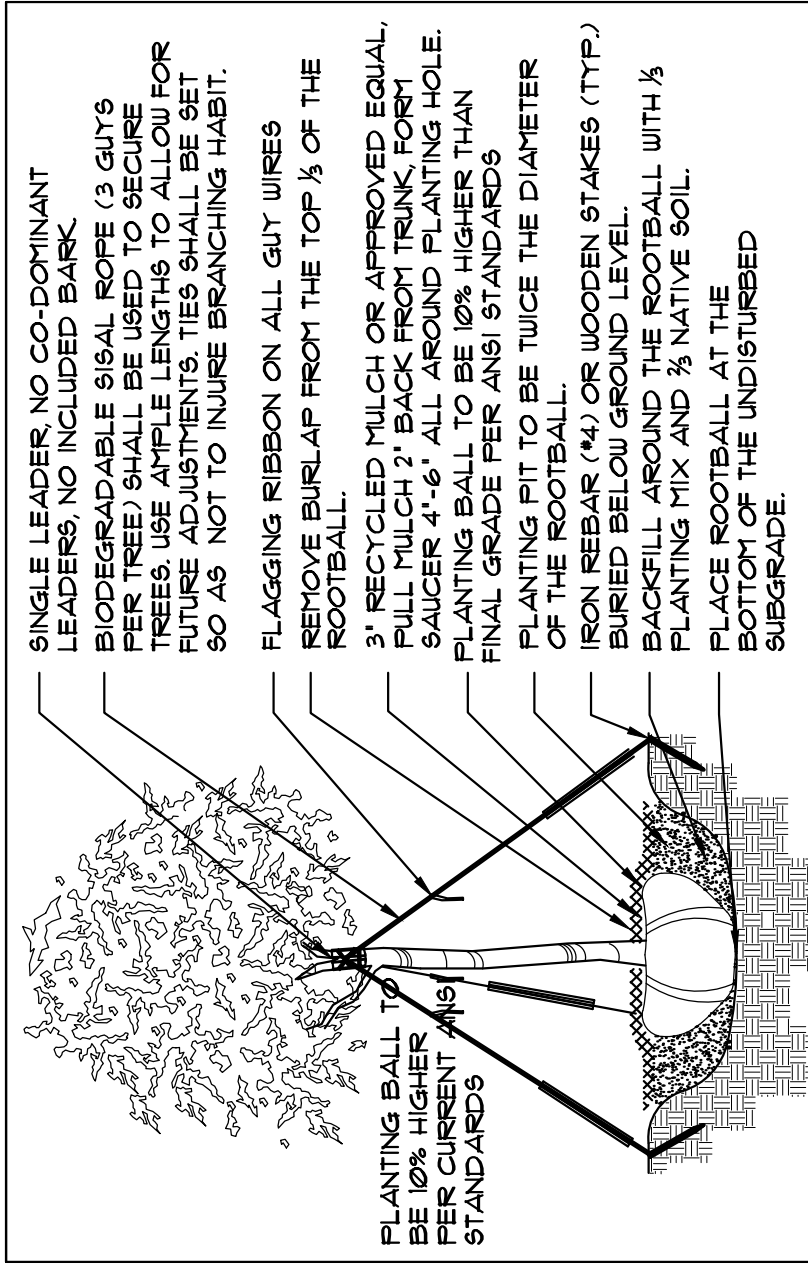 SINGLE LEADER, NO CO-DOMINANT
LEADERS, NO INCLUDED BARK.
BIODEGRADABLE SISAL ROPE (3 GUYS
PER TREE) SHALL BE USED TO SECURE
TREES. USE AMPLE LENGTHS TO ALLOW FOR
FUTURE ADJUSTMENTS. TIES SHALL BE SET
SO AS NOT TO INJURE BRANCHING HABIT.
FLAGGING RIBBON ON ALL GUY WIRES
REMOVE BURLAP FROM THE TOP ⅓ OF THE
ROOTBALL.
3" RECYCLED MULCH OR APPROVED EQUAL,
PULL MULCH 2" BACK FROM TRUNK, FORM
SAUCER 4"-6" ALL AROUND PLANTING HOLE.
PLANTING BALL TO BE 10% HIGHER THAN
FINAL GRADE PER ANSI STANDARDS
PLANTING PIT TO BE TWICE THE DIAMETER
OF THE ROOTBALL.
IRON REBAR (#4) OR WOODEN STAKES (TYP.)
BURIED BELOW GROUND LEVEL.
BACKFILL AROUND THE ROOTBALL WITH ⅓
PLANTING MIX AND ⅔ NATIVE SOIL.
PLACE ROOTBALL AT THE
BOTTOM OF THE UNDISTURBED
SUBGRADE.
PLANTING BALL TO
BE 10% HIGHER
PER CURRENT ANSI
STANDARDS